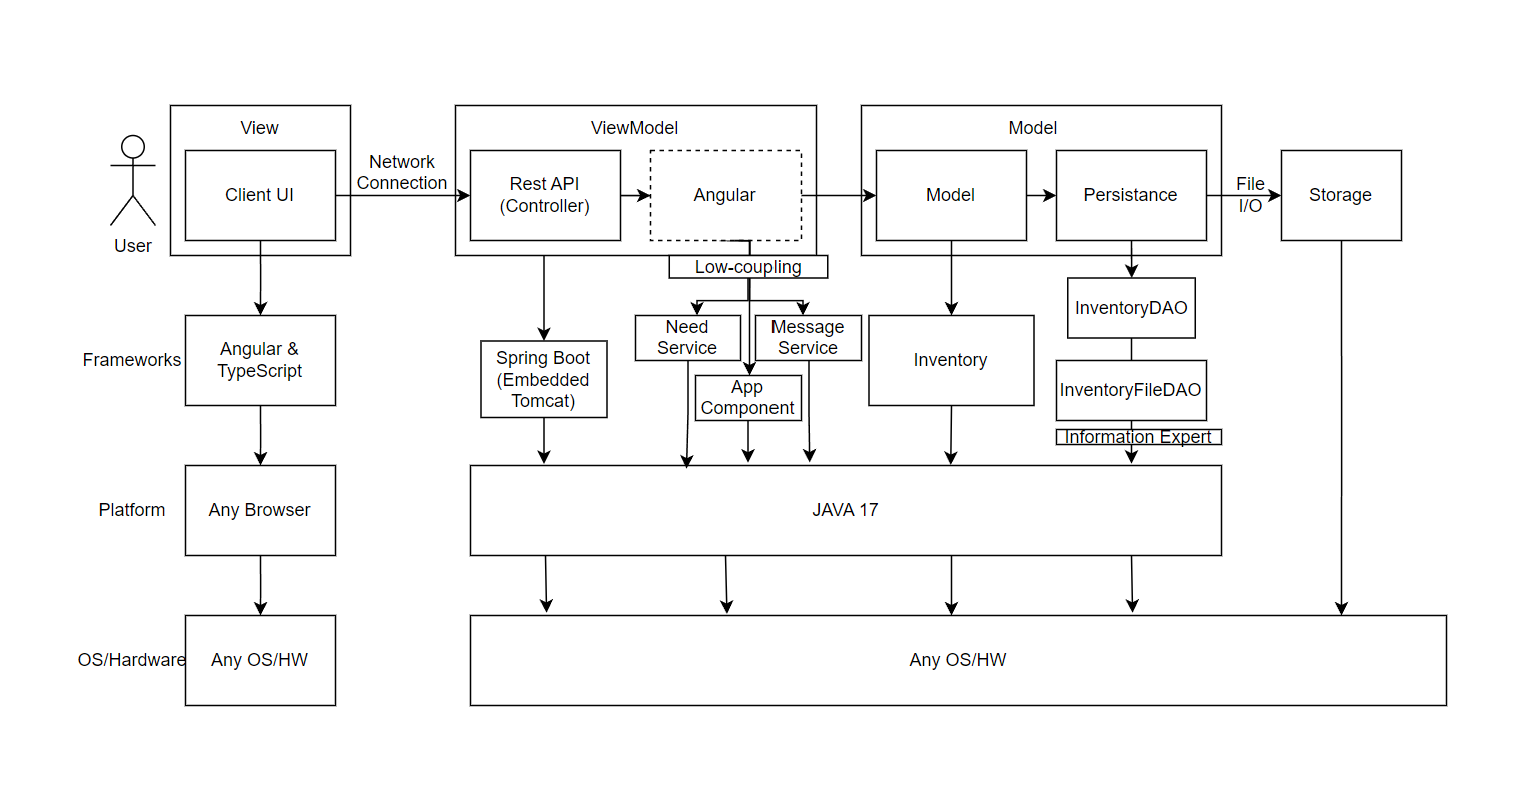 View
ViewModel
Model
Network
Connection
Client UI
Rest API
(Controller)
Angular
Model
Persistance
File
I/O
Storage
User
Low-coupling
InventoryDAO
Need
Service
Message
Service
Frameworks
Angular &
TypeScript
Spring Boot
(Embedded
Tomcat)
App
Component
Inventory
InventoryFileDAO
Information Expert
Platform
Any Browser
JAVA 17
OS/Hardware
Any OS/HW
Any OS/HW